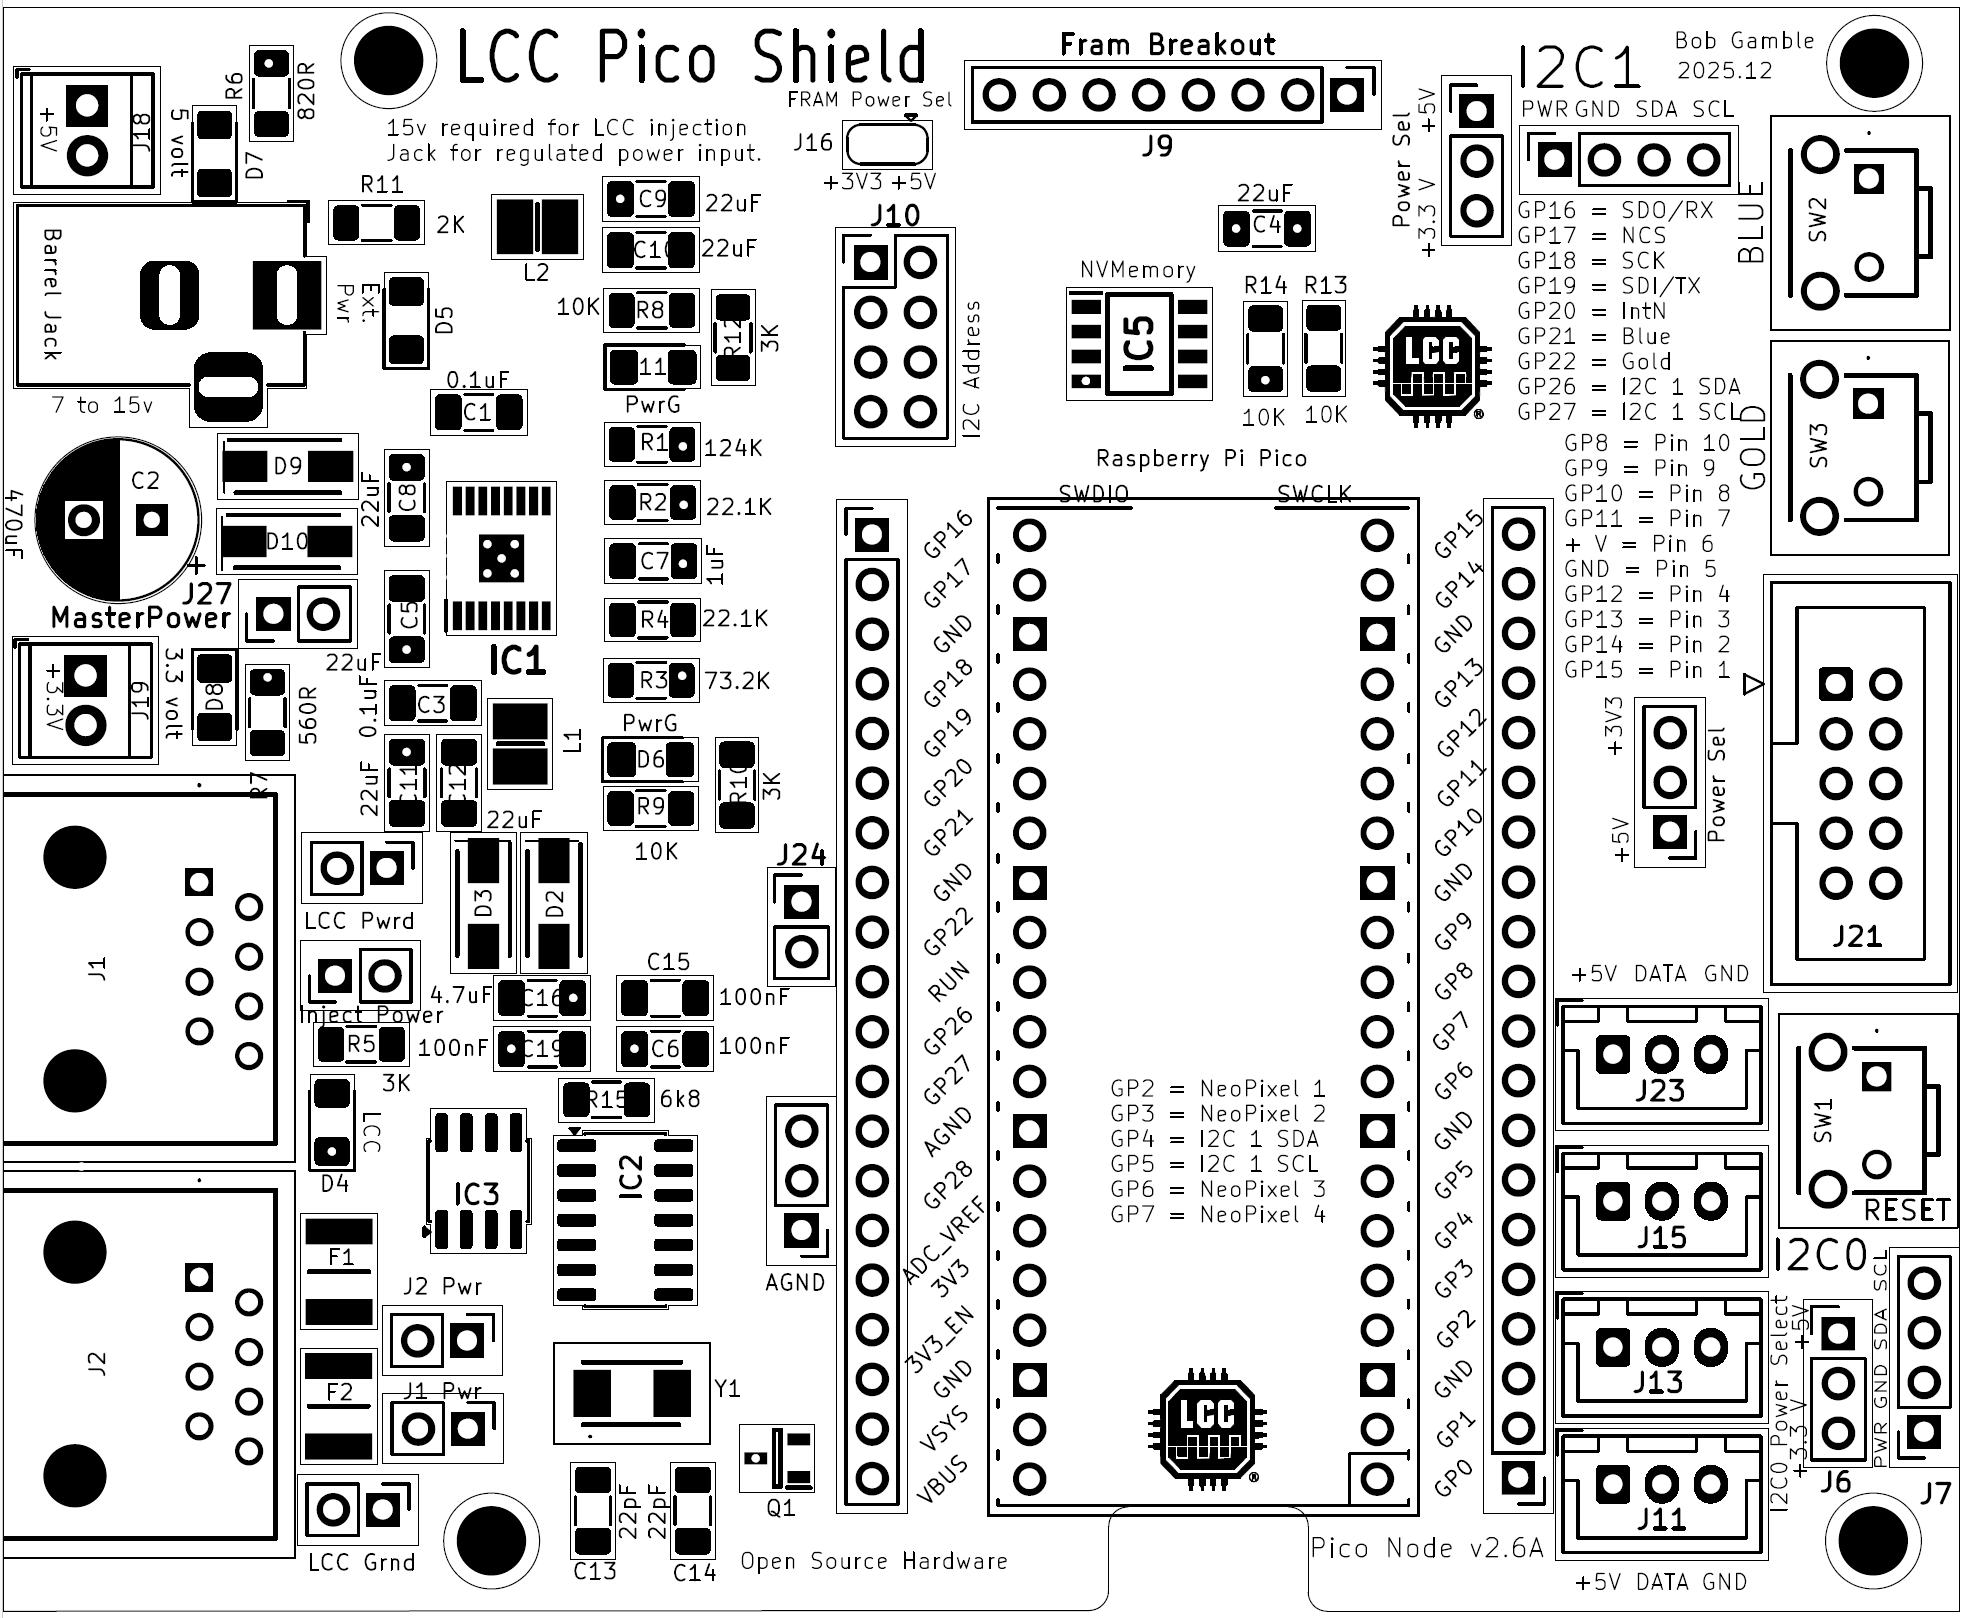 LCC Pico Shield
Fram Breakout
I2C1
Bob Gamble
2025.12
FRAM Power Sel
J16
+3V3 +5V
J9
15v required for LCC injection
Jack for regulated power input.
+5V
J18
5 volt
D7
R6
820R
R11
2K
L2
C9
22uF
C10
22uF
10K
R8
R12
3K
11
PwrG
Barrel Jack
Ext.
Pwr
D5
7 to 15v
0.1uF
C1
J10
I2C Address
NVMemory
IC5
22uF
C4
R14
R13
10K
10K
LCC
®
Power Sel
+5V
+3.3 V
PWR GND SDA SCL
GP16 = SDO/RX
GP17 = NCS
GP18 = SCK
GP19 = SDI/TX
GP20 = IntN
GP21 = Blue
GP22 = Gold
GP26 = I2C 1 SDA
GP27 = I2C 1 SCL
BLUE
SW2
GOLD
SW3
GP8 = Pin 10
GP9 = Pin 9
GP10 = Pin 8
GP11 = Pin 7
+ V = Pin 6
GND = Pin 5
GP12 = Pin 4
GP13 = Pin 3
GP14 = Pin 2
GP15 = Pin 1
C2
470uF
+
D9
D10
22uF
C8
R1
124K
R2
22.1K
C7
1uF
R4
22.1K
R3
73.2K
IC1
J27
MasterPower
C5
22uF
+3.3V
J19
3.3 volt
D8
560R
R7
0.1uF
C3
L1
22uF
C11
C12
22uF
PwrG
D6
R9
10K
R10
3K
Raspberry Pi Pico
SWDIO
SWCLK
GP16
GP17
GND
GP18
GP19
GP20
GP21
GND
GP22
RUN
GP26
GP27
AGND
GP28
ADC_VREF
3V3
3V3_EN
GND
VSYS
VBUS
GP15
GP14
GND
GP13
GP12
GP11
GP10
GND
GP9
GP8
GP7
GP6
GND
GP5
GP4
GP3
GP2
GND
GP1
GP0
+3V3
+5V
Power Sel
J21
J1
LCC Pwrd
Inject Power
D3
D2
J24
C15
100nF
4.7uF
C16
100nF
C19
C6
100nF
R5
3K
R15
6k8
LCC
D4
IC3
IC2
AGND
GP2 = NeoPixel 1
GP3 = NeoPixel 2
GP4 = I2C 1 SDA
GP5 = I2C 1 SCL
GP6 = NeoPixel 3
GP7 = NeoPixel 4
+5V DATA GND
J23
J15
J13
J11
+5V DATA GND
SW1
RESET
I2C0
I2C0 Power Select
+5V
+3.3 V
J6
PWR GND SDA SCL
J7
J2
F1
F2
J2 Pwr
J1 Pwr
LCC Grnd
Y1
Q1
22pF
C13
22pF
C14
LCC
®
Open Source Hardware
Pico Node v2.6A